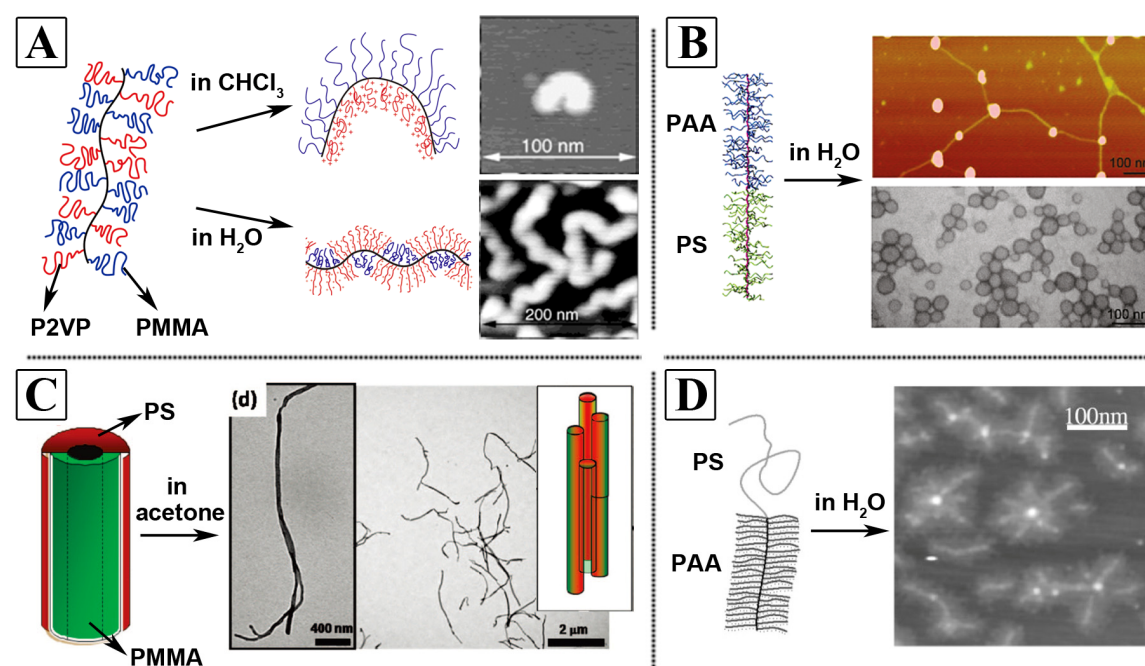 A
in CHCl3
in H2O
P2VP
PMMA
100 nm
200 nm
B
PAA
PS
in H2O
100 nm
100 nm
C
PS
in
acetone
PMMA
(d)
400 nm
2 µm
D
PS
PAA
in H2O
100nm